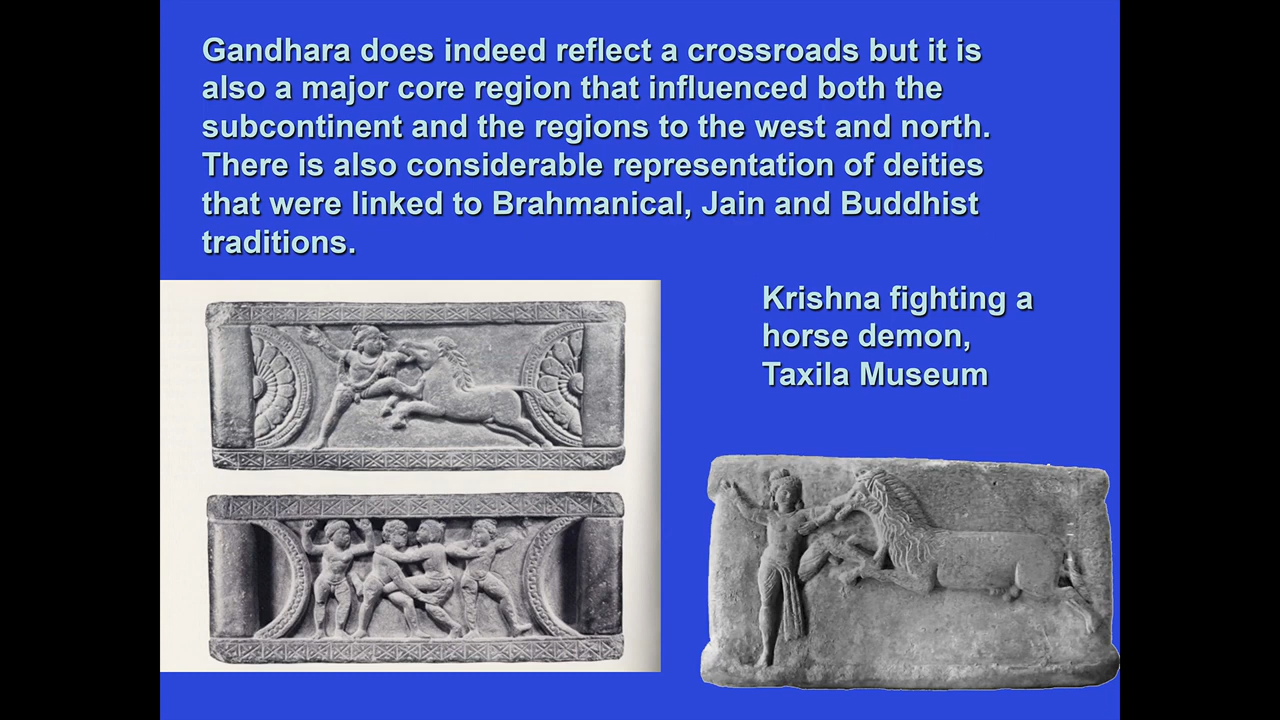 Gandhara does indeed reflect a crossroads but it is
also a major core region that influenced both the
subcontinent and the regions to the west and north.
There is also considerable representation of deities
that were linked to Brahmanical, Jain and Buddhist
traditions.
Krishna fighting a
horse demon,
Taxila Museum